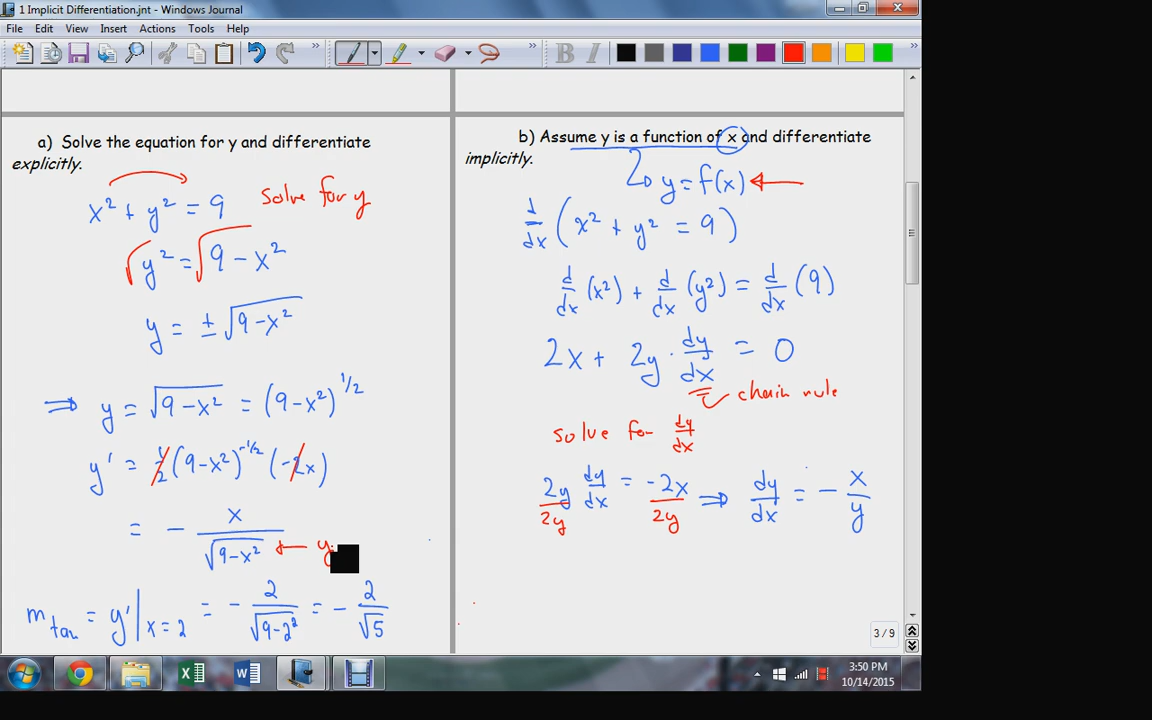 1 Implicit Differentiation.jnt - Windows Journal
File Edit View Insert Actions Tools Help
a) Solve the equation for y and differentiate
explicitly.
x² + y² = 9 solve for y
√y² = √9 - x²
y = ± √9-x²
⇒ y = √9-x² = (9-x²)^1/2
y' = 1/2 (9-x²)^-1/2 (-2x)
= - x/√9-x² ← y
m tan = y'|x=2 = - 2/√9-2² = - 2/√5
b) Assume y is a function of x and differentiate
implicitly.
↳ y = f(x) ←
d/dx (x² + y² = 9)
d/dx (x²) + d/dx (y²) = d/dx (9)
2x + 2y · dy/dx = 0
chain rule
solve for dy/dx
2y dy/dx / 2y = -2x / 2y ⇒ dy/dx = - x/y
3 / 9
3:50 PM
10/14/2015